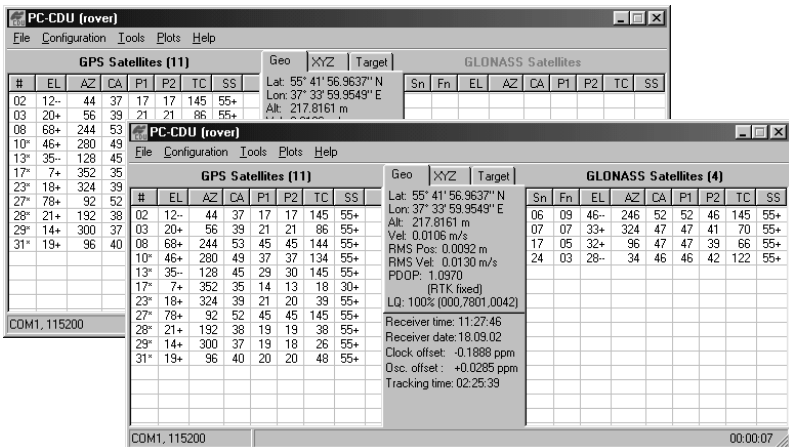 PC-CDU (rover)
File Configuration Tools Plots Help
GPS Satellites (11) Geo XYZ Target GLONASS Satellites
# EL AZ CA P1 P2 TC SS Sn Fn EL AZ CA P1 P2 TC SS
Lat: 55° 41' 56.9637'' N
Lon: 37° 33' 59.9549'' E
Alt: 217.8161 m
02 12-- 44 37 17 17 145 55+
03 20+ 56 39 21 21 86 55+
08 68+ 244 53
10* 46+ 280 49
13* 35-- 128 45
17* 7+ 352 35
23* 18+ 324 39
27* 78+ 92 52
28* 21+ 192 38
29* 14+ 300 37
31* 19+ 96 40
COM1, 115200
PC-CDU (rover)
File Configuration Tools Plots Help
GPS Satellites (11)
# EL AZ CA P1 P2 TC SS
02 12-- 44 37 17 17 145 55+
03 20+ 56 39 21 21 86 55+
08 68+ 244 53 45 45 144 55+
10* 46+ 280 49 37 37 134 55+
13* 35-- 128 45 29 30 145 55+
17* 7+ 352 35 14 13 18 30+
23* 18+ 324 39 21 20 39 55+
27* 78+ 92 52 45 45 145 55+
28* 21+ 192 38 19 19 38 55+
29* 14+ 300 37 19 18 26 55+
31* 19+ 96 40 20 20 48 55+
Geo XYZ Target
Lat: 55° 41' 56.9637'' N
Lon: 37° 33' 59.9549'' E
Alt: 217.8161 m
Vel: 0.0106 m/s
RMS Pos: 0.0092 m
RMS Vel: 0.0130 m/s
PDOP: 1.0970
(RTK fixed)
LQ: 100% (000,7801,0042)
Receiver time: 11:27:46
Receiver date: 18.09.02
Clock offset: -0.1888 ppm
Osc. offset : +0.0285 ppm
Tracking time: 02:25:39
GLONASS Satellites (4)
Sn Fn EL AZ CA P1 P2 TC SS
06 09 46-- 246 52 52 46 145 55+
07 07 33+ 324 47 47 41 70 55+
17 05 32+ 96 47 47 39 66 55+
24 03 28-- 34 46 46 42 122 55+
COM1, 115200 00:00:07